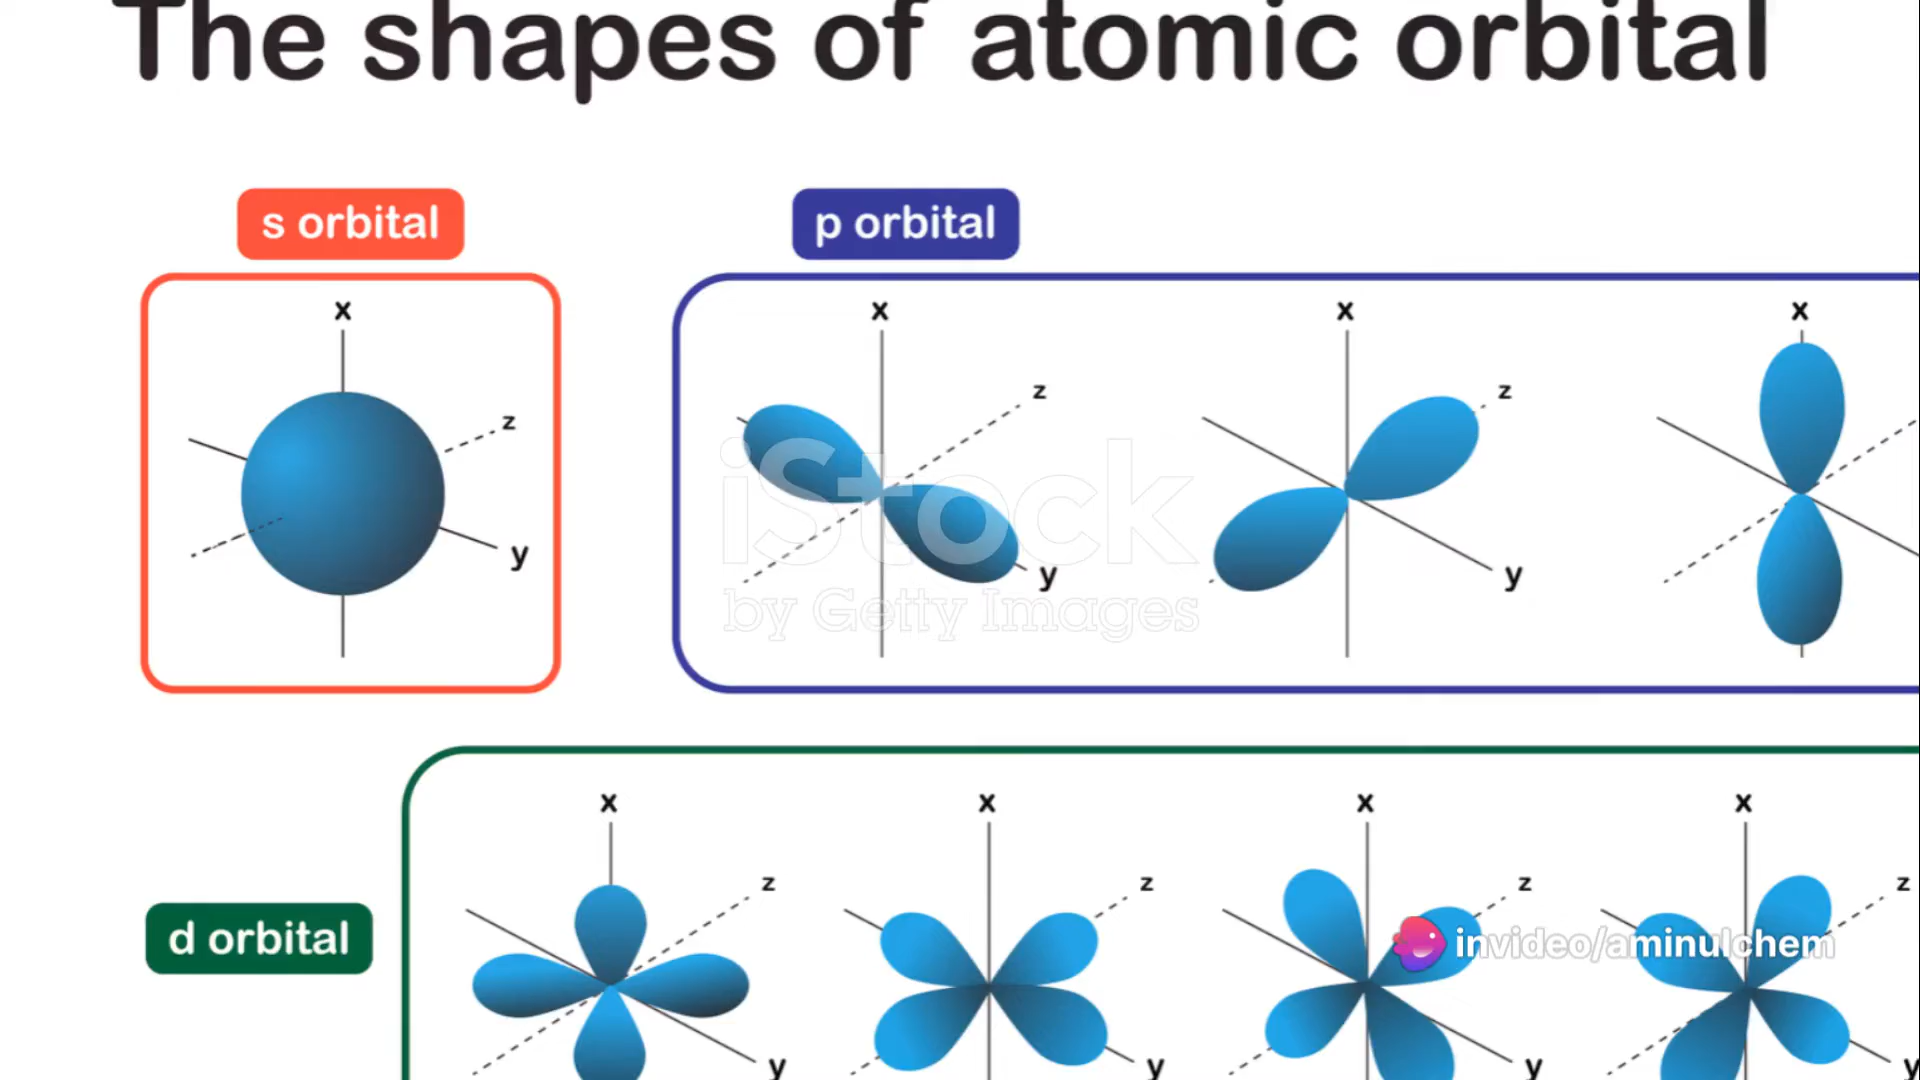 The shapes of atomic orbital
s orbital
p orbital
x
x
x
x
z
z
z
y
y
y
iStock
by Getty Images
x
x
x
x
z
z
z
z
d orbital
invideo/aminulchem
y
y
y
y